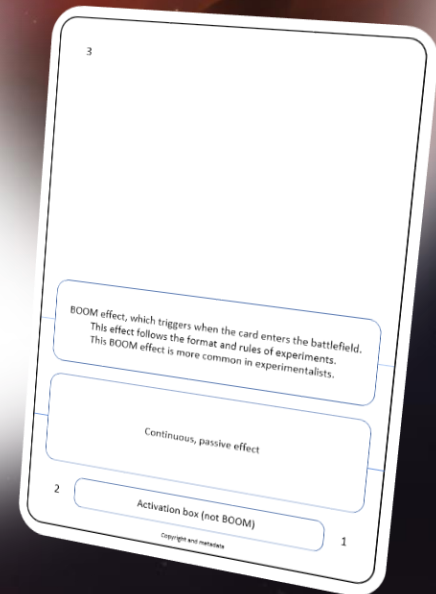 3
BOOM effect, which triggers when the card enters the battlefield.
This effect follows the format and rules of experiments.
This BOOM effect is more common in experimentalists.
Continuous, passive effect
2
Activation box (not BOOM)
1
Copyright and metadata